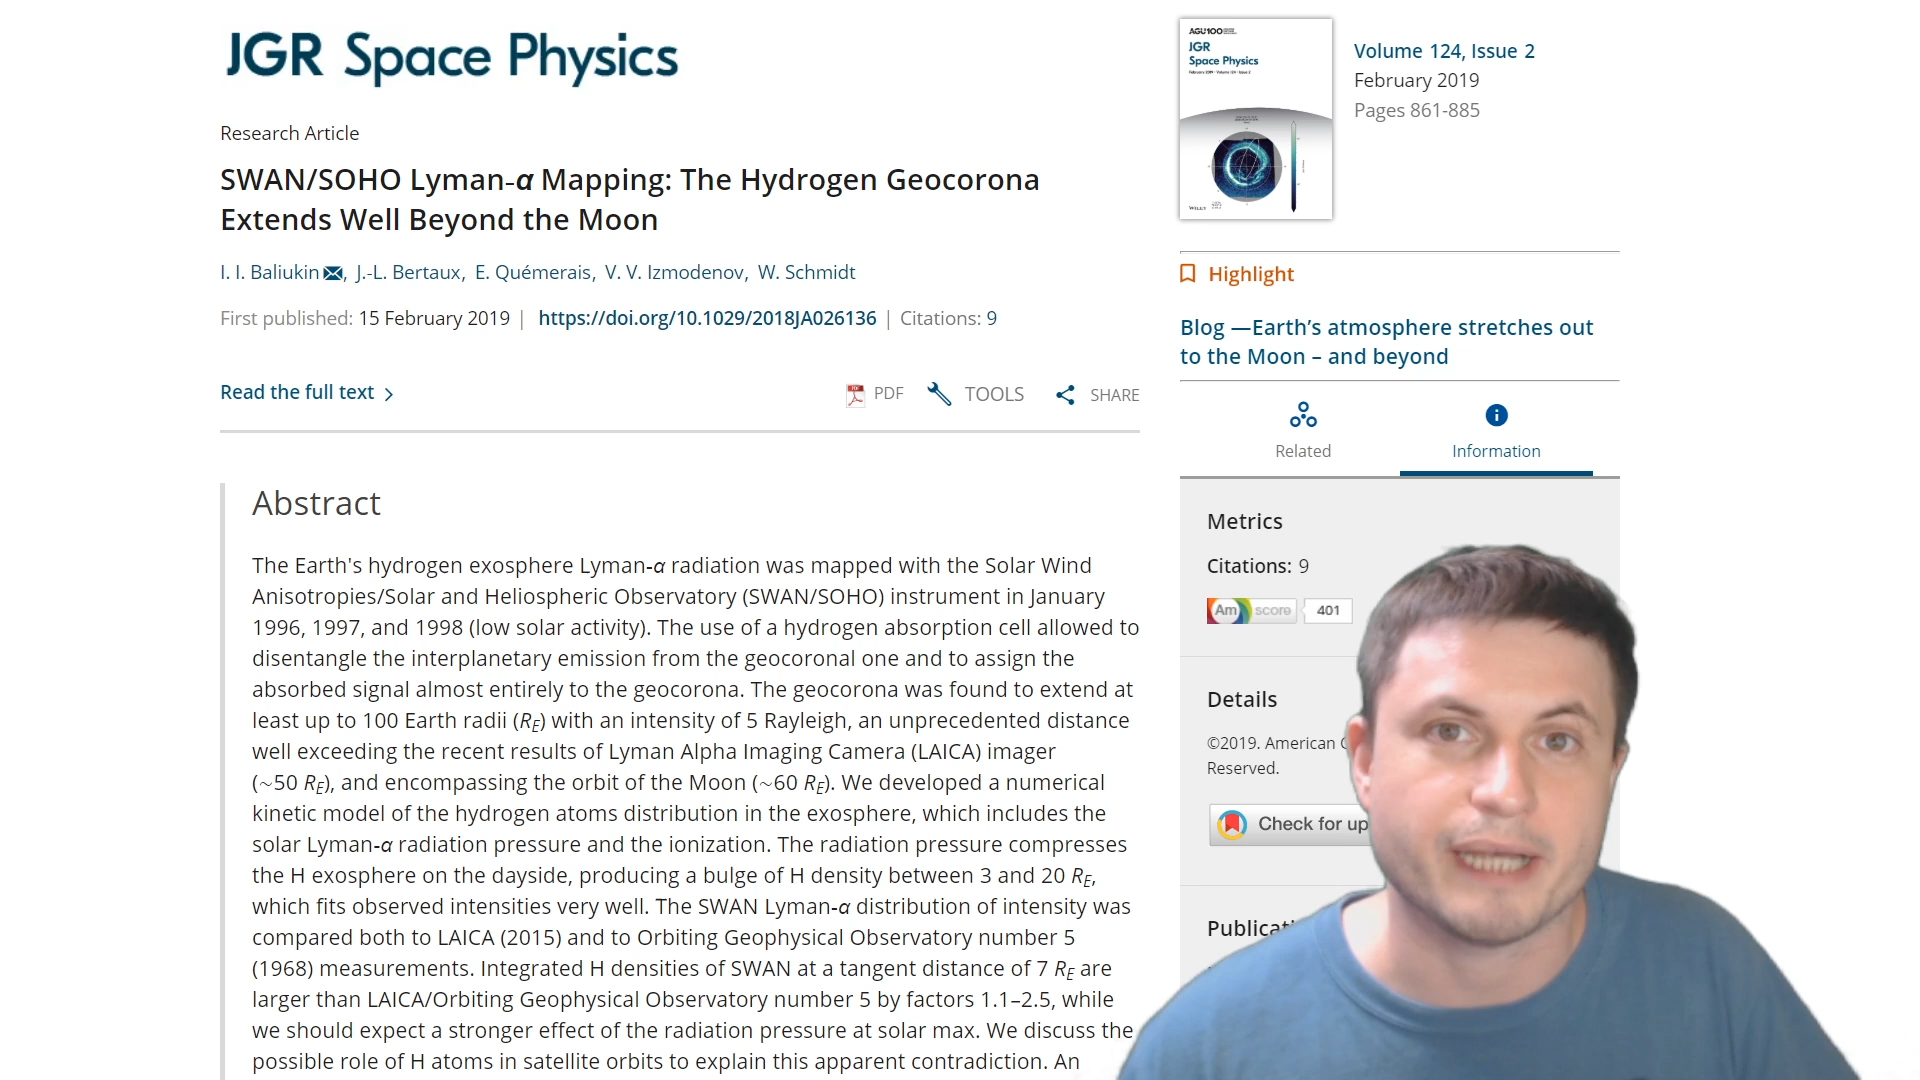 JGR Space Physics
Research Article
SWAN/SOHO Lyman-α Mapping: The Hydrogen Geocorona
Extends Well Beyond the Moon
I. I. Baliukin, J.-L. Bertaux, E. Quémerais, V. V. Izmodenov, W. Schmidt
First published: 15 February 2019 | https://doi.org/10.1029/2018JA026136 | Citations: 9
Read the full text
PDF TOOLS SHARE
Abstract
The Earth's hydrogen exosphere Lyman-α radiation was mapped with the Solar Wind
Anisotropies/Solar and Heliospheric Observatory (SWAN/SOHO) instrument in January
1996, 1997, and 1998 (low solar activity). The use of a hydrogen absorption cell allowed to
disentangle the interplanetary emission from the geocoronal one and to assign the
absorbed signal almost entirely to the geocorona. The geocorona was found to extend at
least up to 100 Earth radii (RE) with an intensity of 5 Rayleigh, an unprecedented distance
well exceeding the recent results of Lyman Alpha Imaging Camera (LAICA) imager
(~50 RE), and encompassing the orbit of the Moon (~60 RE). We developed a numerical
kinetic model of the hydrogen atoms distribution in the exosphere, which includes the
solar Lyman-α radiation pressure and the ionization. The radiation pressure compresses
the H exosphere on the dayside, producing a bulge of H density between 3 and 20 RE,
which fits observed intensities very well. The SWAN Lyman-α distribution of intensity was
compared both to LAICA (2015) and to Orbiting Geophysical Observatory number 5
(1968) measurements. Integrated H densities of SWAN at a tangent distance of 7 RE are
larger than LAICA/Orbiting Geophysical Observatory number 5 by factors 1.1–2.5, while
we should expect a stronger effect of the radiation pressure at solar max. We discuss the
possible role of H atoms in satellite orbits to explain this apparent contradiction. An
AGU100
JGR
Space Physics
WILEY
Volume 124, Issue 2
February 2019
Pages 861-885
Highlight
Blog —Earth's atmosphere stretches out
to the Moon – and beyond
Related
Information
Metrics
Citations: 9
Am score 401
Details
©2019. American
Reserved.
Check for up
Publicat